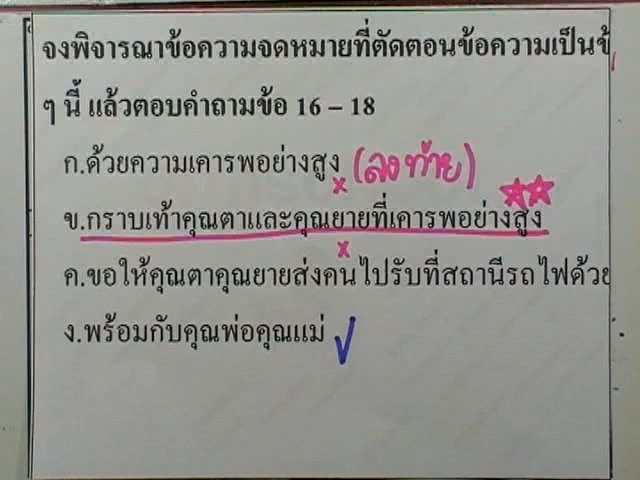 จงพิจารณาข้อความจดหมายที่ตัดตอนข้อความเป็นข้
ๆ นี้ แล้วตอบคำถามข้อ 16 – 18
ก.ด้วยความเคารพอย่างสูง (ลงท้าย)
ข.กราบเท้าคุณตาและคุณยายที่เคารพอย่างสูง
ค.ขอให้คุณตาคุณยายส่งคนไปรับที่สถานีรถไฟด้วย
ง.พร้อมกับคุณพ่อคุณแม่